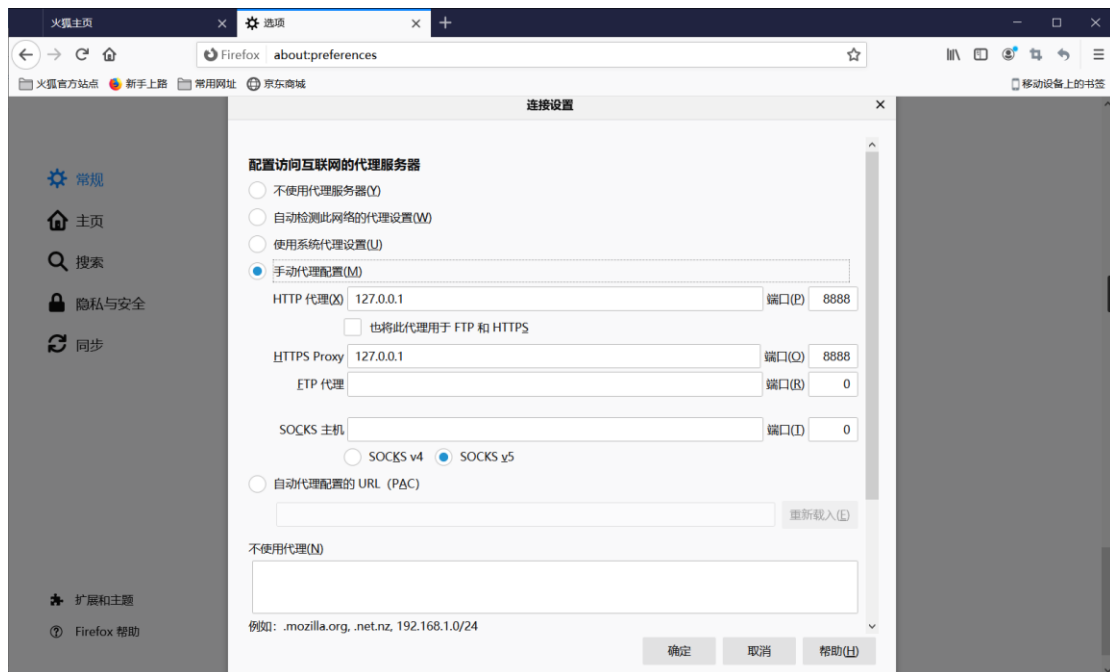 火狐主页
选项
Firefox about:preferences
火狐官方站点 新手上路 常用网址 京东商城 移动设备上的书签
连接设置
常规
主页
搜索
隐私与安全
同步
扩展和主题
Firefox 帮助
配置访问互联网的代理服务器
不使用代理服务器(Y)
自动检测此网络的代理设置(W)
使用系统代理设置(U)
手动代理配置(M)
HTTP 代理(X) 127.0.0.1 端口(P) 8888
也将此代理用于 FTP 和 HTTPS
HTTPS Proxy 127.0.0.1 端口(O) 8888
FTP 代理 端口(R) 0
SOCKS 主机 端口(T) 0
SOCKS v4 SOCKS v5
自动代理配置的 URL（PAC）
重新载入(E)
不使用代理(N)
例如：.mozilla.org, .net.nz, 192.168.1.0/24
确定 取消 帮助(H)